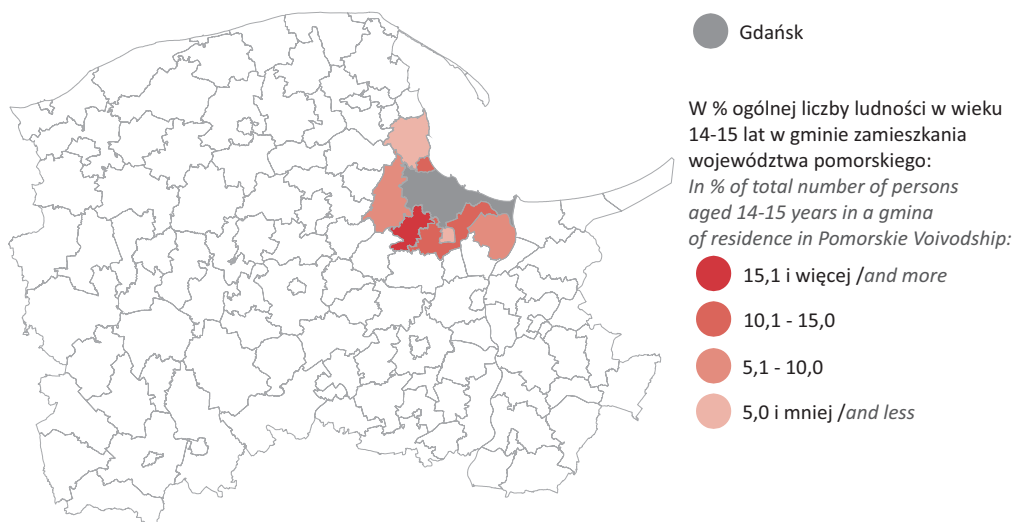 Gdańsk
W % ogólnej liczby ludności w wieku
14-15 lat w gminie zamieszkania
województwa pomorskiego:
In % of total number of persons
aged 14-15 years in a gmina
of residence in Pomorskie Voivodship:
15,1 i więcej /and more
10,1 - 15,0
5,1 - 10,0
5,0 i mniej /and less